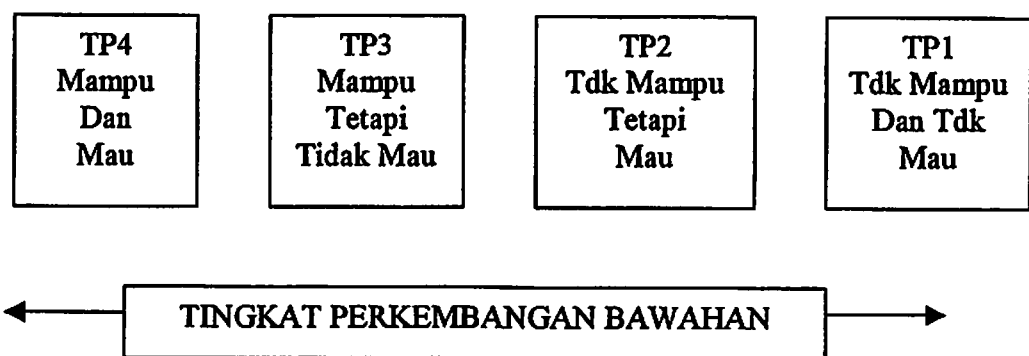 TP4
Mampu
Dan
Mau
TP3
Mampu
Tetapi
Tidak Mau
TP2
Tdk Mampu
Tetapi
Mau
TP1
Tdk Mampu
Dan Tdk
Mau
TINGKAT PERKEMBANGAN BAWAHAN